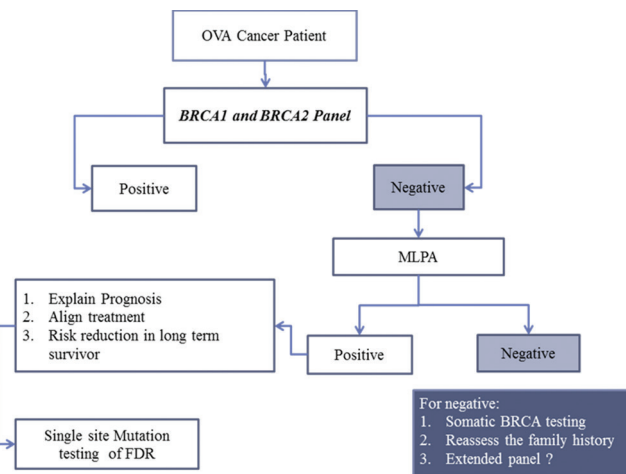 OVA Cancer Patient
BRCA1 and BRCA2 Panel
Positive
Negative
MLPA
1. Explain Prognosis
2. Align treatment
3. Risk reduction in long term
survivor
Positive
Negative
Single site Mutation
testing of FDR
For negative:
1. Somatic BRCA testing
2. Reassess the family history
3. Extended panel ?